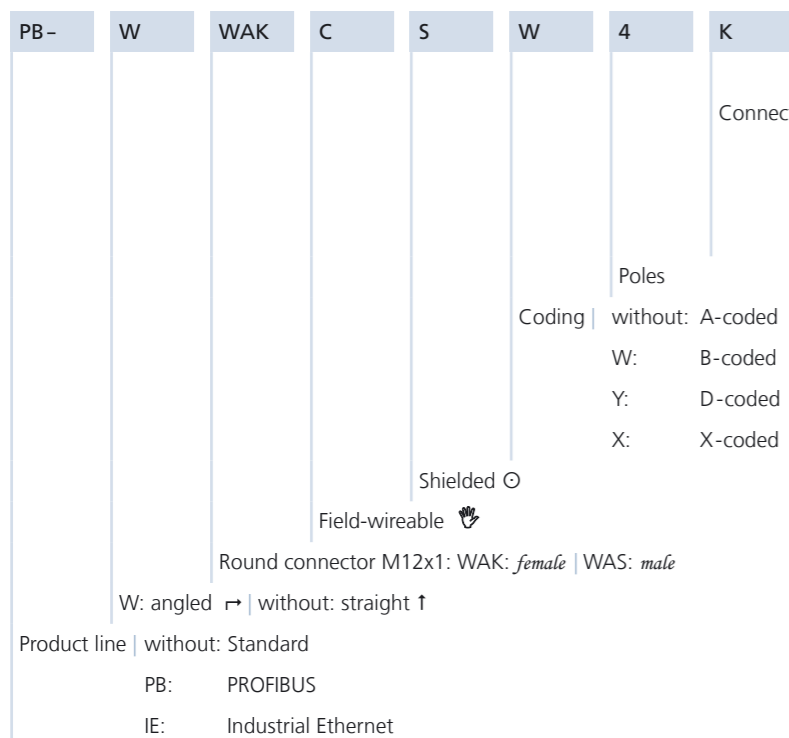 PB– W WAK C S W 4 K
Connec
Poles
Coding | without: A-coded
W: B-coded
Y: D-coded
X: X-coded
Shielded
Field-wireable
Round connector M12x1: WAK: female | WAS: male
W: angled | without: straight
Product line | without: Standard
PB: PROFIBUS
IE: Industrial Ethernet